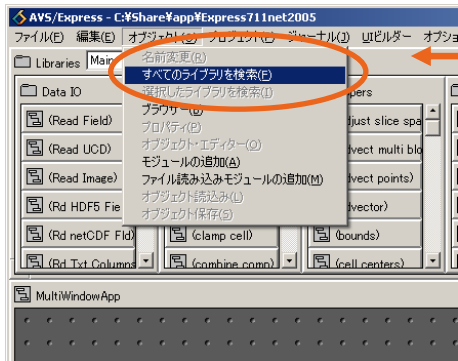 AVS/Express - C:¥Share¥app¥Express711net2005
ファイル(F) 編集(E) オブジェクト(O) プロジェクト(P) ジャーナル(J) UIビルダー オプショ
Libraries Main
名前変更(R)
すべてのライブラリを検索(F)
選択したライブラリを検索(I)
ブラウザー(B)
プロパティ(P)
オブジェクト・エディター(O)
モジュールの追加(A)
ファイル読み込みモジュールの追加(M)
オブジェクト読込み(L)
オブジェクト保存(S)
Data IO
pers
(Read Field)
djust slice spa
(Read UCD)
dvect multi blo
(Read Image)
dvect points)
(Rd HDF5 Fie
dvector)
(Rd netCDF Fld)
(clamp cell)
(bounds)
(Rd Txt Columns
(combine comp)
(cell centers)
MultiWindowApp